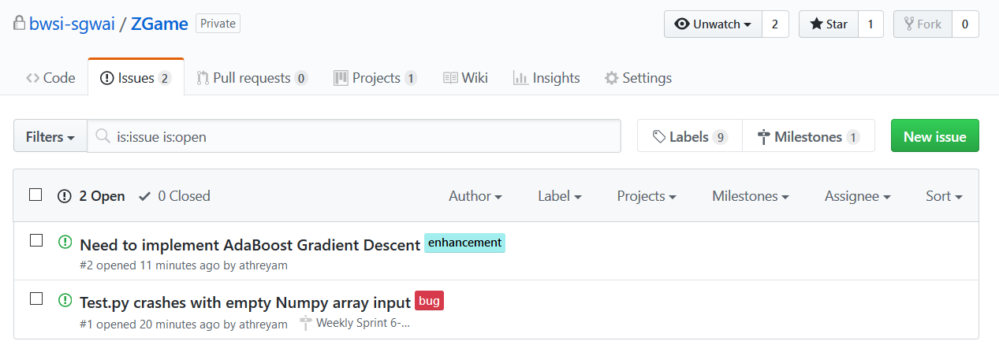 bwsi-sgwai / ZGame Private Unwatch 2 Star 1 Fork 0
Code Issues 2 Pull requests 0 Projects 1 Wiki Insights Settings
Filters is:issue is:open Labels 9 Milestones 1 New issue
2 Open 0 Closed Author Label Projects Milestones Assignee Sort
Need to implement AdaBoost Gradient Descent enhancement
#2 opened 11 minutes ago by athreyam
Test.py crashes with empty Numpy array input bug
#1 opened 20 minutes ago by athreyam Weekly Sprint 6-...